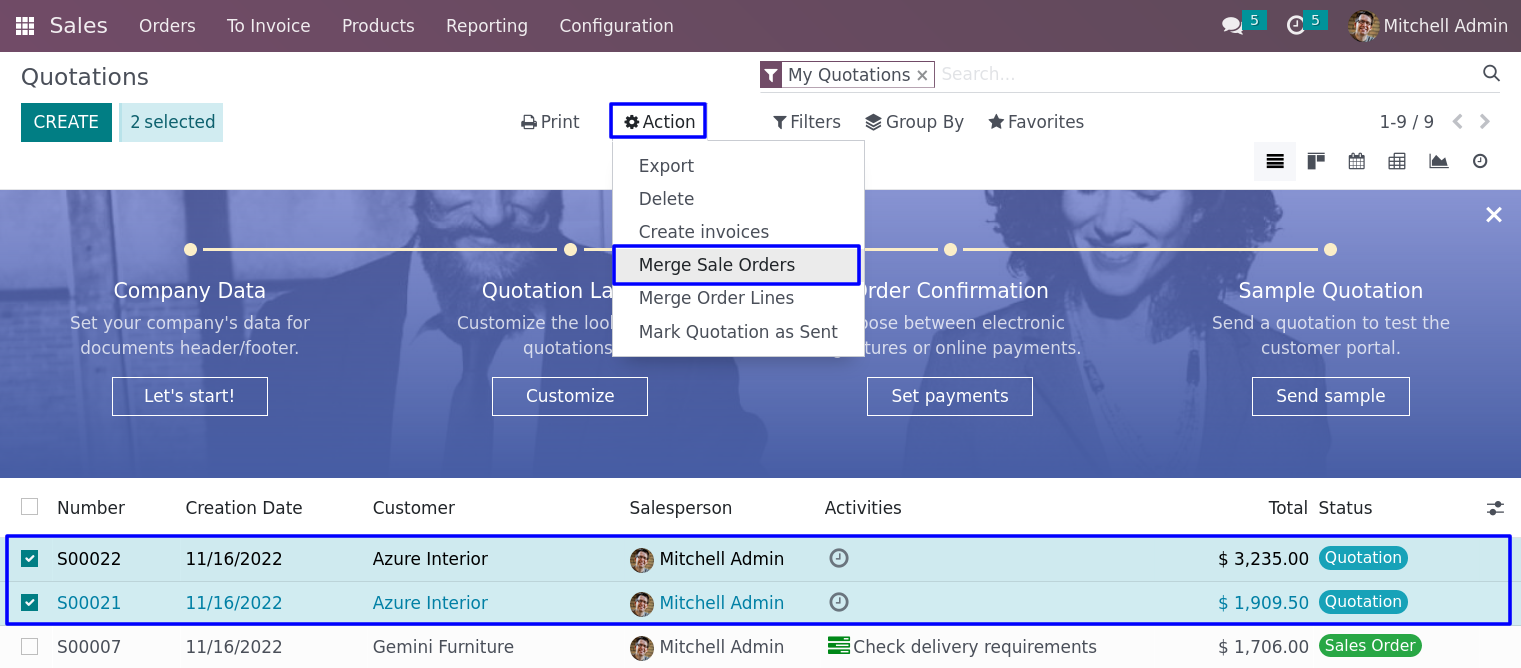 Sales Orders To Invoice Products Reporting Configuration 5 5 Mitchell Admin
Quotations
My Quotations × Search...
CREATE 2 selected Print Action Filters Group By Favorites 1-9 / 9
Export
Delete
Create invoices
Merge Sale Orders
Merge Order Lines
Mark Quotation as Sent
Company Data
Set your company's data for
documents header/footer.
Let's start!
Quotation La
Customize the loo
quotations
Customize
rder Confirmation
ose between electronic
tures or online payments.
Set payments
Sample Quotation
Send a quotation to test the
customer portal.
Send sample
Number Creation Date Customer Salesperson Activities Total Status
S00022 11/16/2022 Azure Interior Mitchell Admin $ 3,235.00 Quotation
S00021 11/16/2022 Azure Interior Mitchell Admin $ 1,909.50 Quotation
S00007 11/16/2022 Gemini Furniture Mitchell Admin Check delivery requirements $ 1,706.00 Sales Order